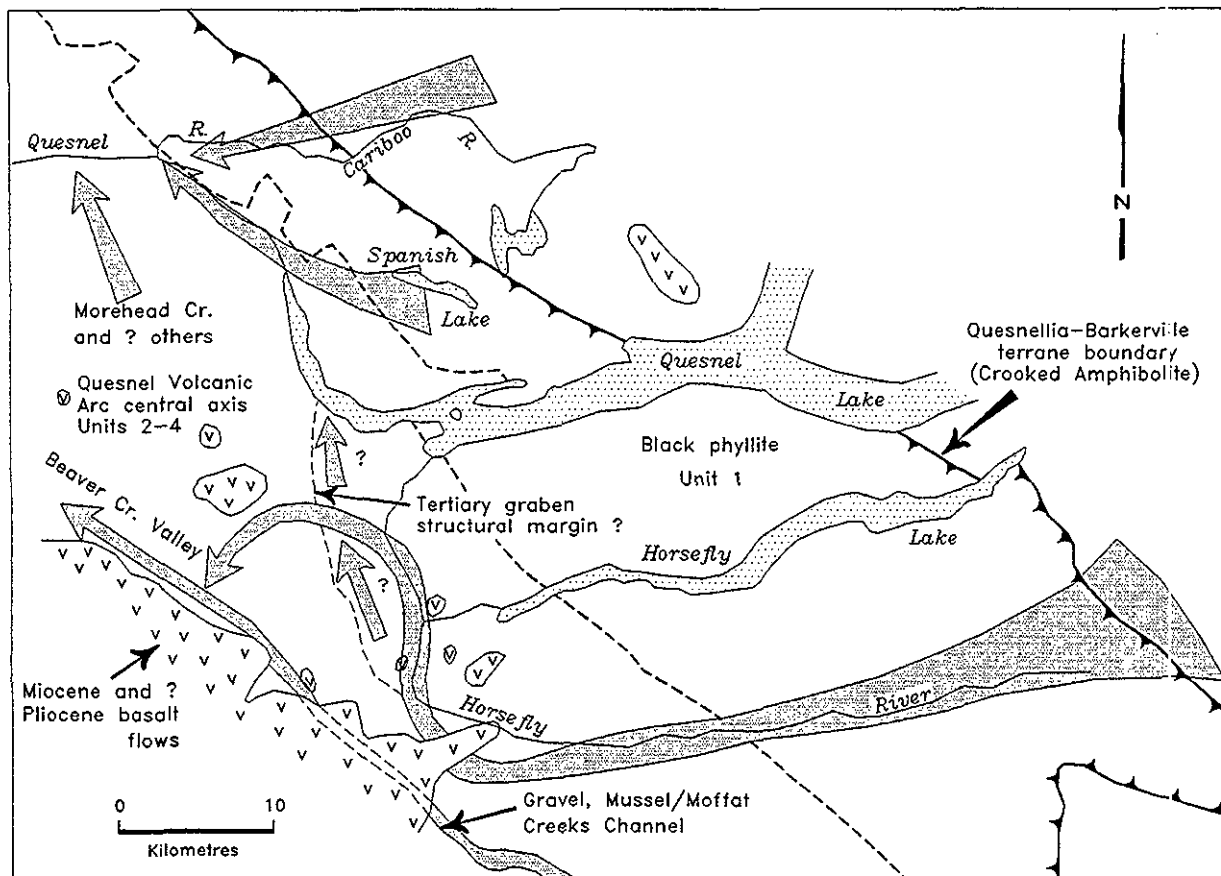 N
Quesnel
R.
Cariboo
R.
Spanish
Lake
Morehead Cr.
and ? others
Quesnel Volcanic
Arc central axis
Units 2-4
Quesnel
Lake
Quesnellia-Barkerville
terrane boundary
(Crooked Amphibolite)
Black phyllite
Unit 1
?
Beaver Cr. Valley
Tertiary graben
structural margin ?
Horsefly
Lake
?
Miocene and ?
Pliocene basalt
flows
Horsefly
River
Gravel, Mussel/Moffat
Creeks Channel
0 10
Kilometres